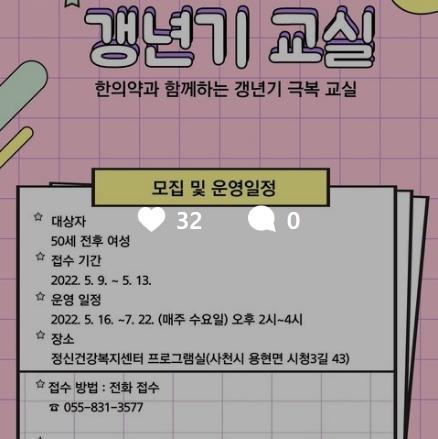 갱년기 교실
한의약과 함께하는 갱년기 극복 교실
모집 및 운영일정
☆ 대상자
32 0
50세 전후 여성
☆ 접수 기간
2022. 5. 9. ~ 5. 13.
☆ 운영 일정
2022. 5. 16. ~7. 22. (매주 수요일) 오후 2시~4시
☆ 장소
정신건강복지센터 프로그램실(사천시 용현면 시청3길 43)
☆ 접수 방법 : 전화 접수
☎ 055-831-3577